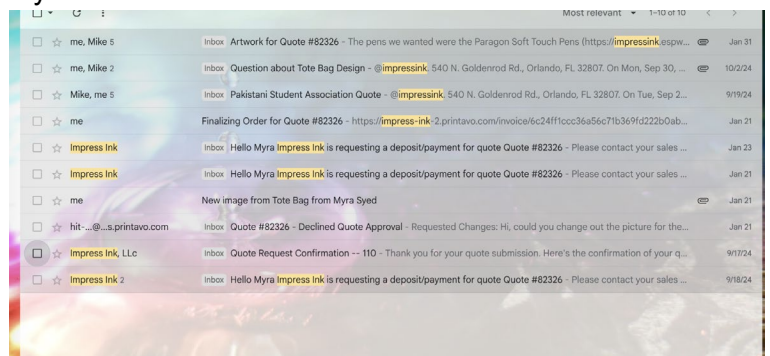 Most relevant 1–10 of 10
me, Mike 5 Inbox Artwork for Quote #82326 - The pens we wanted were the Paragon Soft Touch Pens (https://impressink.espw... Jan 31
me, Mike 2 Inbox Question about Tote Bag Design - @impressink. 540 N. Goldenrod Rd., Orlando, FL 32807. On Mon, Sep 30, ... 10/2/24
Mike, me 5 Inbox Pakistani Student Association Quote - @impressink. 540 N. Goldenrod Rd., Orlando, FL 32807. On Tue, Sep 2... 9/19/24
me Finalizing Order for Quote #82326 - https://impress-ink-2.printavo.com/invoice/6c24ff1ccc36a56c71b369fd222b0ab... Jan 21
Impress Ink Inbox Hello Myra Impress Ink is requesting a deposit/payment for quote Quote #82326 - Please contact your sales ... Jan 23
Impress Ink Inbox Hello Myra Impress Ink is requesting a deposit/payment for quote Quote #82326 - Please contact your sales ... Jan 21
me New image from Tote Bag from Myra Syed Jan 21
hit-...@...s.printavo.com Inbox Quote #82326 - Declined Quote Approval - Requested Changes: Hi, could you change out the picture for the... Jan 21
Impress Ink, LLc Inbox Quote Request Confirmation -- 110 - Thank you for your quote submission. Here's the confirmation of your q... 9/17/24
Impress Ink 2 Inbox Hello Myra Impress Ink is requesting a deposit/payment for quote Quote #82326 - Please contact your sales ... 9/18/24